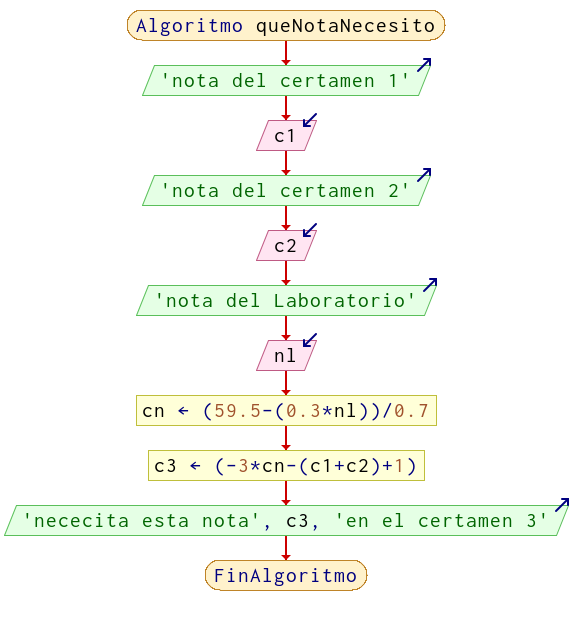 Algoritmo queNotaNecesito
'nota del certamen 1'
c1
'nota del certamen 2'
c2
'nota del Laboratorio'
nl
cn ← (59.5-(0.3*nl))/0.7
c3 ← (-3*cn-(c1+c2)+1)
'nececita esta nota', c3, 'en el certamen 3'
FinAlgoritmo